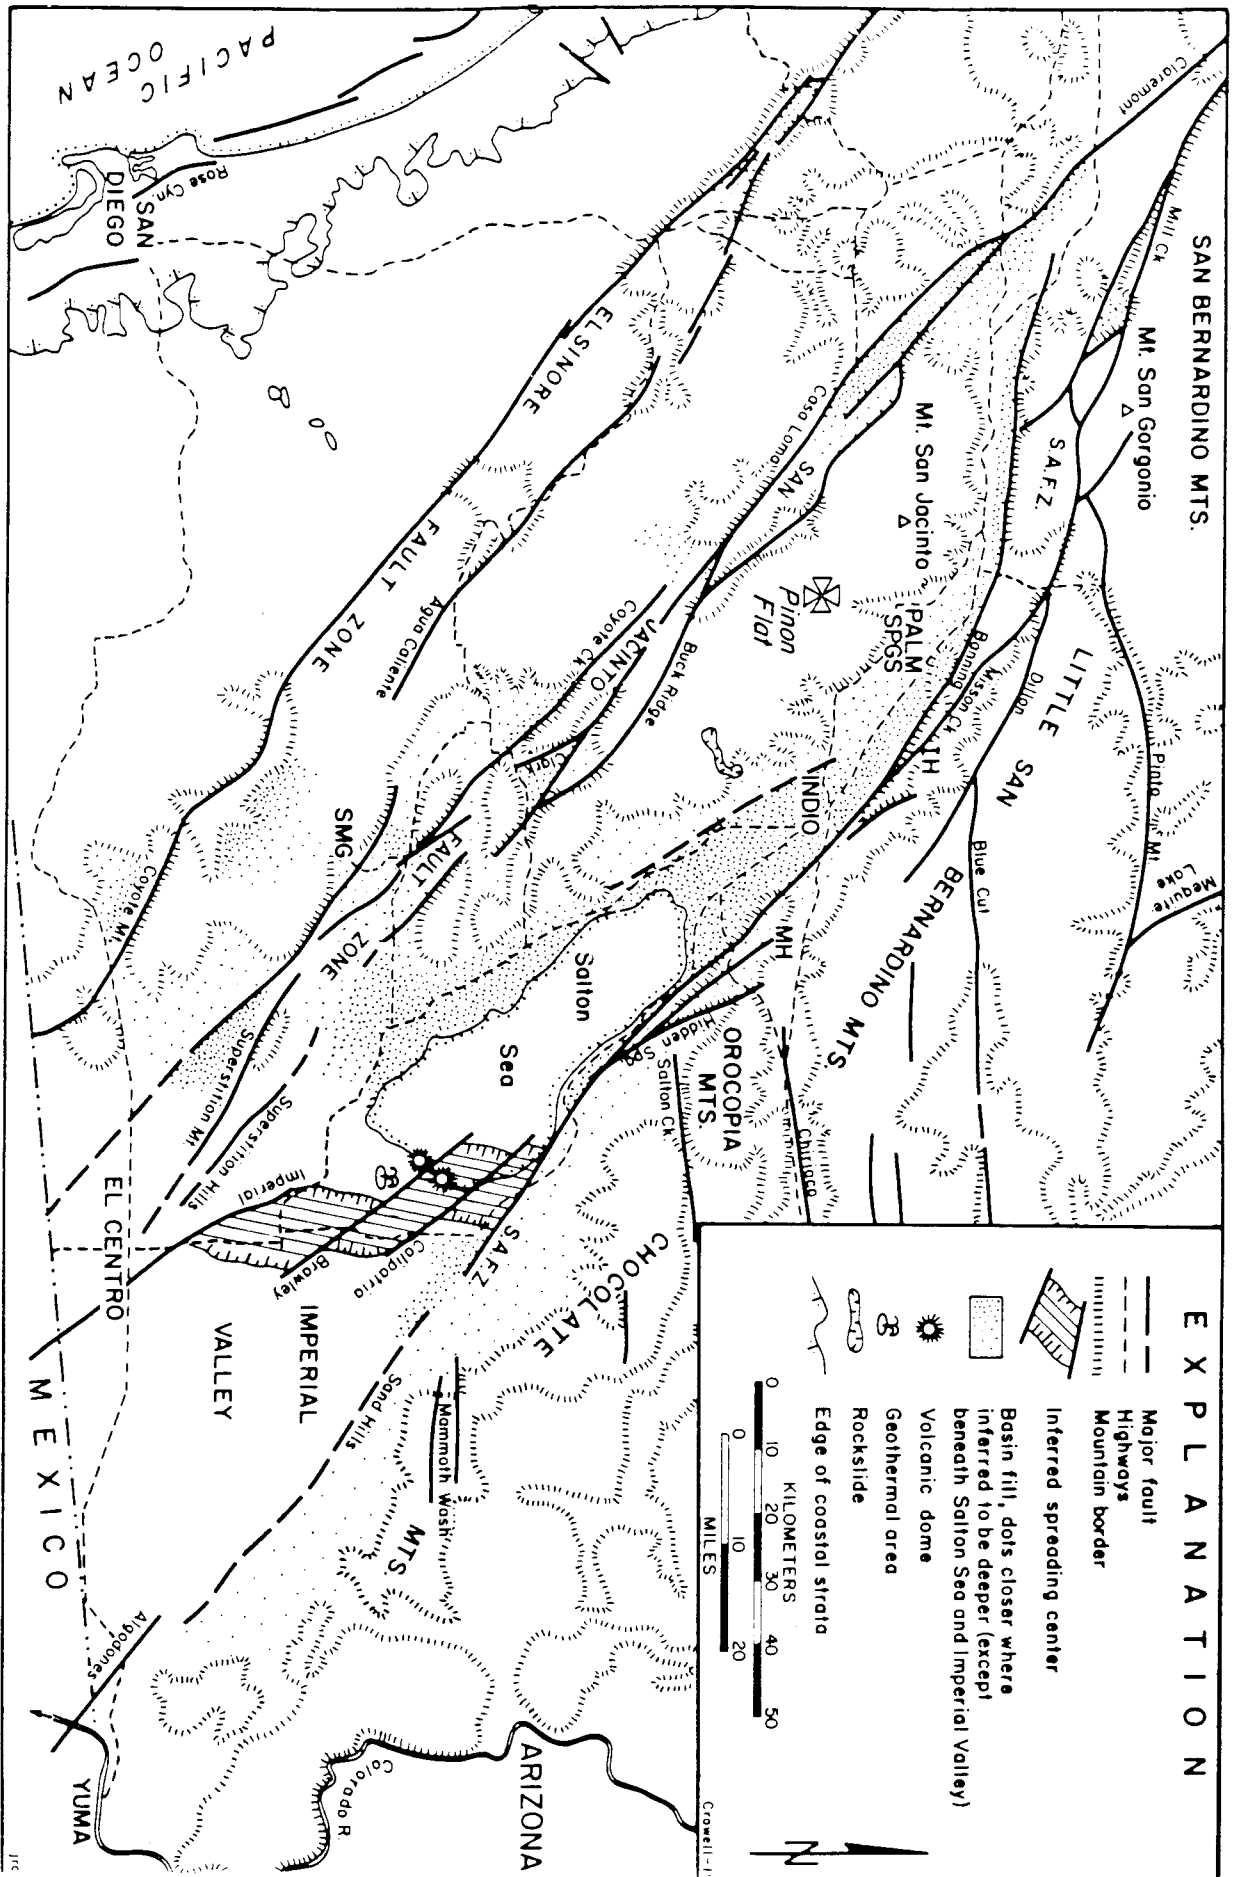 SAN BERNARDINO MTS.
Claremont
Mill Ck
Mt. San Gorgonio
S.A.F.Z.
Pinto Mt.
Mequite
Lake
LITTLE
SAN
BERNARDINO MTS.
Dillon
Blue Cut
Mission Ck
Banning
IH
Mt. San Jacinto
PALM
SPGS
Pinon
Flat
INDIO
MH
Casa Loma
SAN
JACINTO
FAULT
ZONE
Buck Ridge
Coyote Ck.
Clark
Hidden
Spg
OROCOPIA
MTS.
Salton Ck
Chiriaco
Salton
Sea
ELSINORE
FAULT
ZONE
Agua Caliente
SMG
Coyote Mt.
Superstition Mt
Superstition Hills
Imperial
Brawley
Calipatria
S.A.F.Z.
CHOCOLATE
MTS.
Mammoth Wash
Sand Hills
IMPERIAL
VALLEY
EL CENTRO
MEXICO
Algodones
YUMA
ARIZONA
Colorado R.
PACIFIC
OCEAN
Rose Cyn.
SAN
DIEGO
EXPLANATION
Major fault
Highways
Mountain border
Inferred spreading center
Basin fill, dots closer where
inferred to be deeper (except
beneath Salton Sea and Imperial Valley)
Volcanic dome
Geothermal area
Rockslide
Edge of coastal strata
0 10 20 30 40 50
KILOMETERS
0 10 20
MILES
N